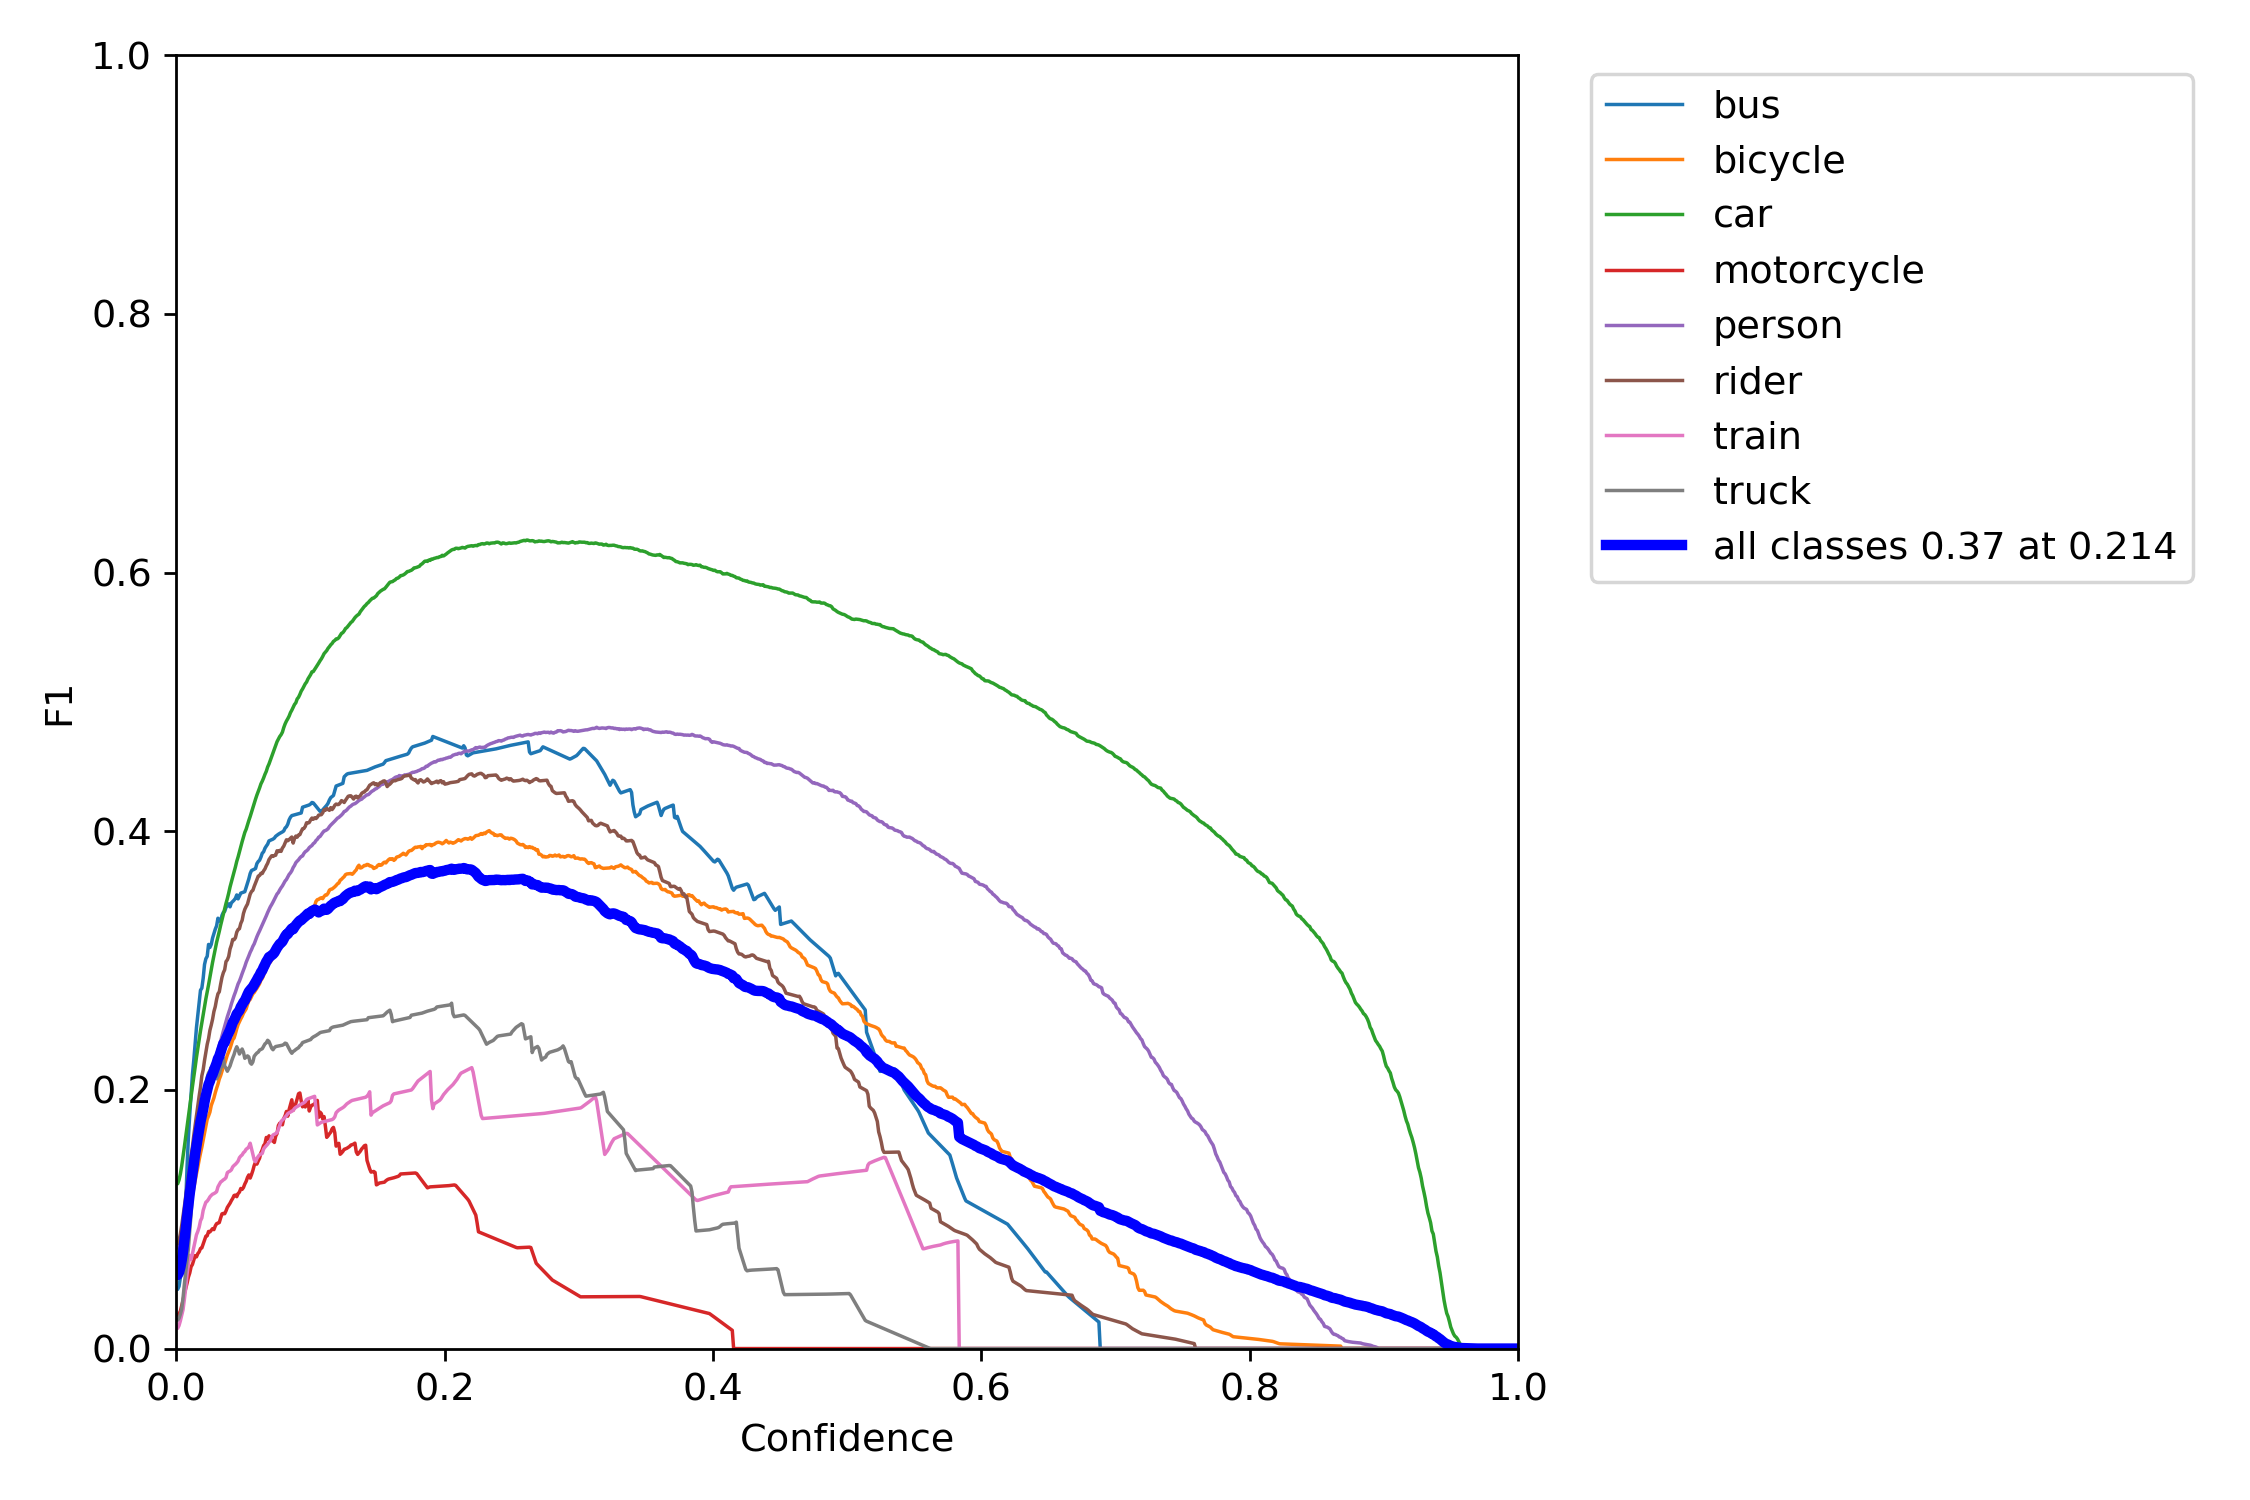 1.0
0.8
0.6
0.4
0.2
0.0
F1
0.0 0.2 0.4 0.6 0.8 1.0
Confidence
bus
bicycle
car
motorcycle
person
rider
train
truck
all classes 0.37 at 0.214